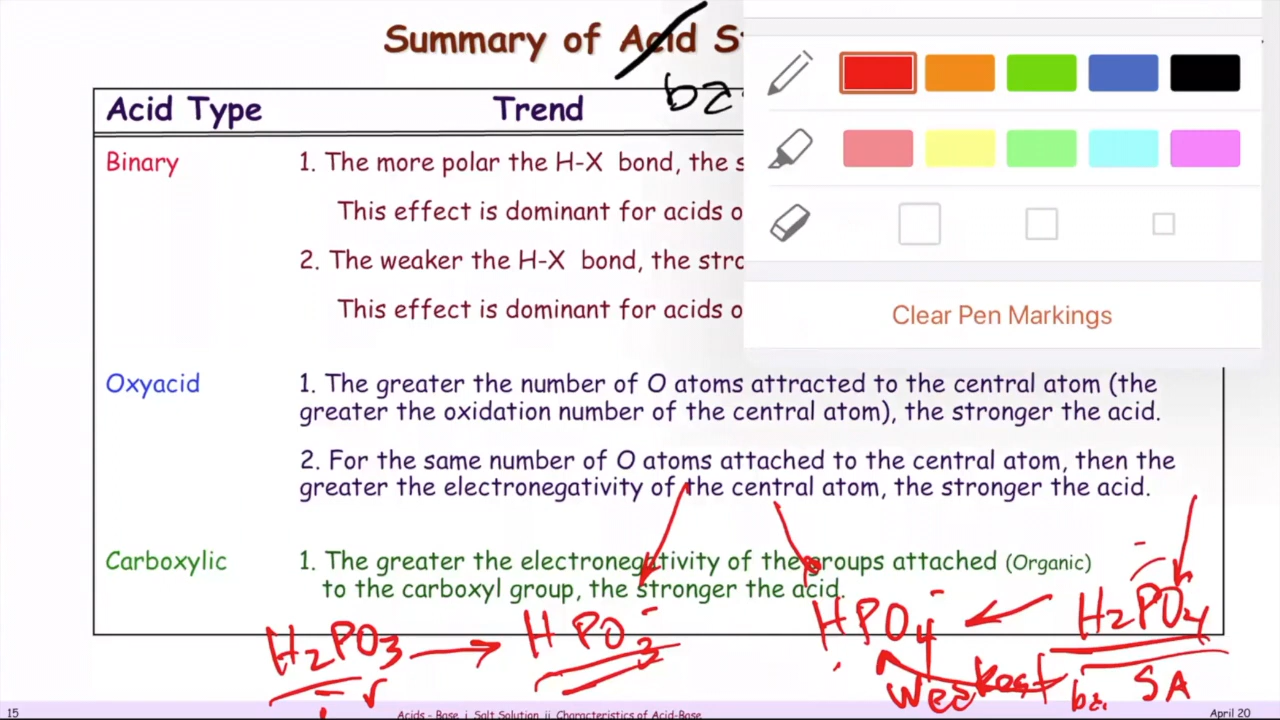 Summary of Acid S
bz
Acid Type Trend
Binary 1. The more polar the H-X bond, the s
This effect is dominant for acids o
2. The weaker the H-X bond, the stro
This effect is dominant for acids o
Clear Pen Markings
Oxyacid 1. The greater the number of O atoms attracted to the central atom (the
greater the oxidation number of the central atom), the stronger the acid.
2. For the same number of O atoms attached to the central atom, then the
greater the electronegativity of the central atom, the stronger the acid.
Carboxylic 1. The greater the electronegativity of the groups attached (Organic)
to the carboxyl group, the stronger the acid.
H₂PO₃ → HPO₃⁻ HPO₄⁻ ← H₂PO₄
Weakest bz SA
15 Acids - Base i Salt Solution ii Characteristics of Acid-Base April 20